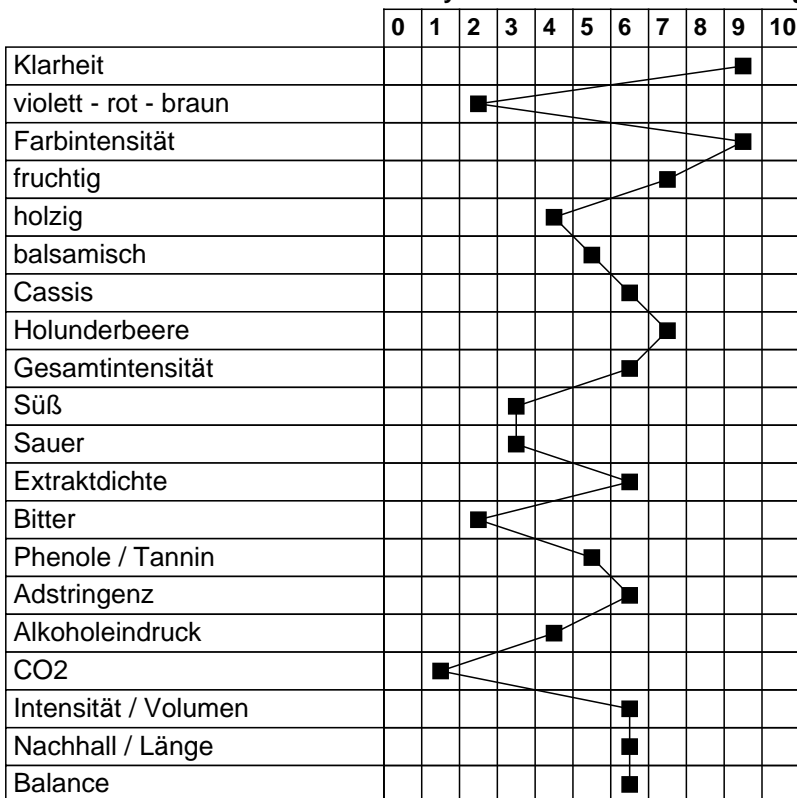 0 1 2 3 4 5 6 7 8 9 10
Klarheit
violett - rot - braun
Farbintensität
fruchtig
holzig
balsamisch
Cassis
Holunderbeere
Gesamtintensität
Süß
Sauer
Extraktdichte
Bitter
Phenole / Tannin
Adstringenz
Alkoholeindruck
CO2
Intensität / Volumen
Nachhall / Länge
Balance